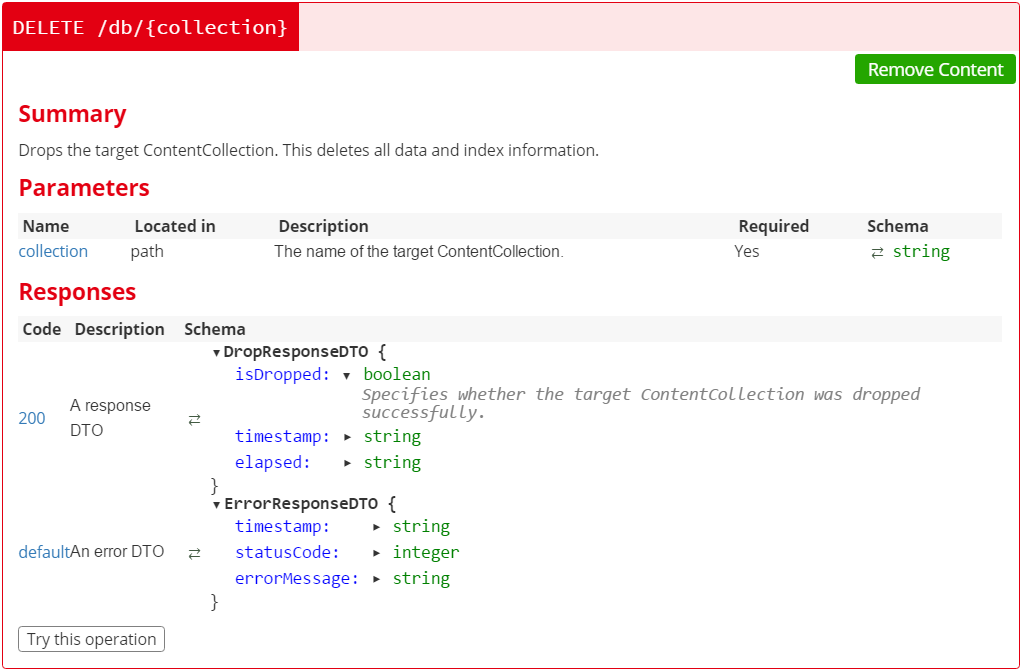 DELETE /db/{collection}
Remove Content
Summary
Drops the target ContentCollection. This deletes all data and index information.
Parameters
Name Located in Description Required Schema
collection path The name of the target ContentCollection. Yes ⇄ string
Responses
Code Description Schema
200 A response DTO ⇄
▼DropResponseDTO {
isDropped: ▼ boolean
Specifies whether the target ContentCollection was dropped
successfully.
timestamp: ► string
elapsed: ► string
}
default An error DTO ⇄
▼ErrorResponseDTO {
timestamp: ► string
statusCode: ► integer
errorMessage: ► string
}
Try this operation